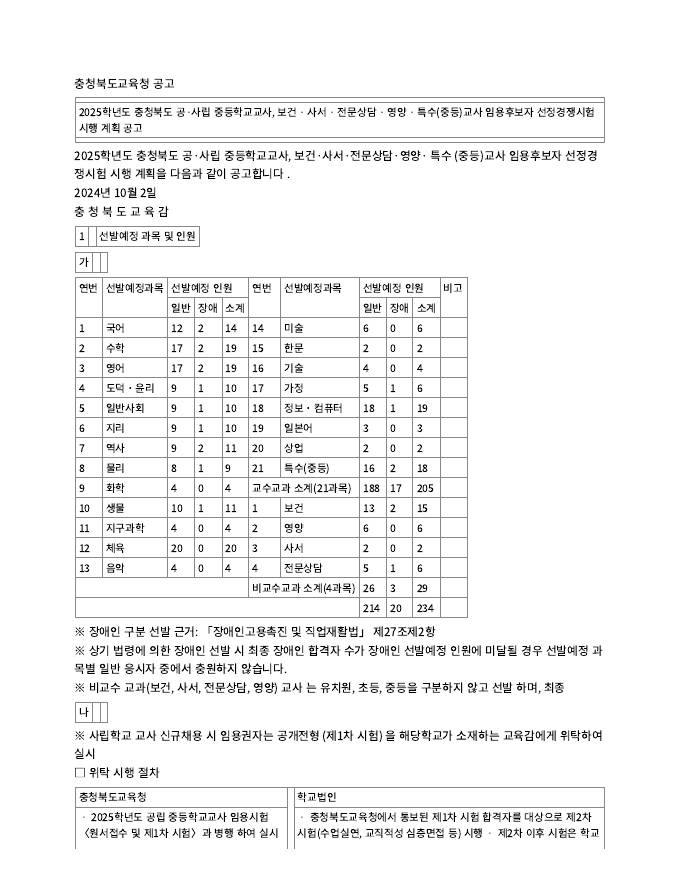 충청북도교육청 공고
2025학년도 충청북도 공·사립 중등학교교사, 보건 · 사서 · 전문상담 · 영양 · 특수(중등)교사 임용후보자 선정경쟁시험
시행 계획 공고
2025학년도 충청북도 공·사립 중등학교교사, 보건·사서·전문상담·영양· 특수 (중등)교사 임용후보자 선정경
쟁시험 시행 계획을 다음과 같이 공고합니다 .
2024년 10월 2일
충 청 북 도 교 육 감
1 선발예정 과목 및 인원
가
연번 선발예정과목 선발예정 인원 연번 선발예정과목 선발예정 인원 비고
일반 장애 소계 일반 장애 소계
1 국어 12 2 14 14 미술 6 0 6
2 수학 17 2 19 15 한문 2 0 2
3 영어 17 2 19 16 기술 4 0 4
4 도덕・윤리 9 1 10 17 가정 5 1 6
5 일반사회 9 1 10 18 정보・컴퓨터 18 1 19
6 지리 9 1 10 19 일본어 3 0 3
7 역사 9 2 11 20 상업 2 0 2
8 물리 8 1 9 21 특수(중등) 16 2 18
9 화학 4 0 4 교수교과 소계(21과목) 188 17 205
10 생물 10 1 11 1 보건 13 2 15
11 지구과학 4 0 4 2 영양 6 0 6
12 체육 20 0 20 3 사서 2 0 2
13 음악 4 0 4 4 전문상담 5 1 6
비교수교과 소계(4과목) 26 3 29
214 20 234
※ 장애인 구분 선발 근거: 「장애인고용촉진 및 직업재활법」 제27조제2항
※ 상기 법령에 의한 장애인 선발 시 최종 장애인 합격자 수가 장애인 선발예정 인원에 미달될 경우 선발예정 과
목별 일반 응시자 중에서 충원하지 않습니다.
※ 비교수 교과(보건, 사서, 전문상담, 영양) 교사 는 유치원, 초등, 중등을 구분하지 않고 선발 하며, 최종
나
※ 사립학교 교사 신규채용 시 임용권자는 공개전형 (제1차 시험) 을 해당학교가 소재하는 교육감에게 위탁하여
실시
□ 위탁 시행 절차
충청북도교육청 학교법인
· 2025학년도 공립 중등학교교사 임용시험 · 충청북도교육청에서 통보된 제1차 시험 합격자를 대상으로 제2차
〈원서접수 및 제1차 시험〉과 병행 하여 실시 시험(수업실연, 교직적성 심층면접 등) 시행 · 제2차 이후 시험은 학교